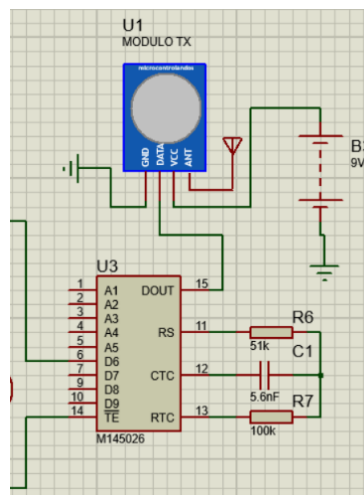 U1
MODULO TX
microcontrolandos
GND
DATA
VCC
ANT
9V
U3
1 A1 DOUT 15
2 A2
3 A3
4 A4 RS 11
5 A5
6 D6
7 D7 CTC 12
9 D8
10 D9
14 TE RTC 13
M145026
R6
51k
C1
5.6nF
R7
100k